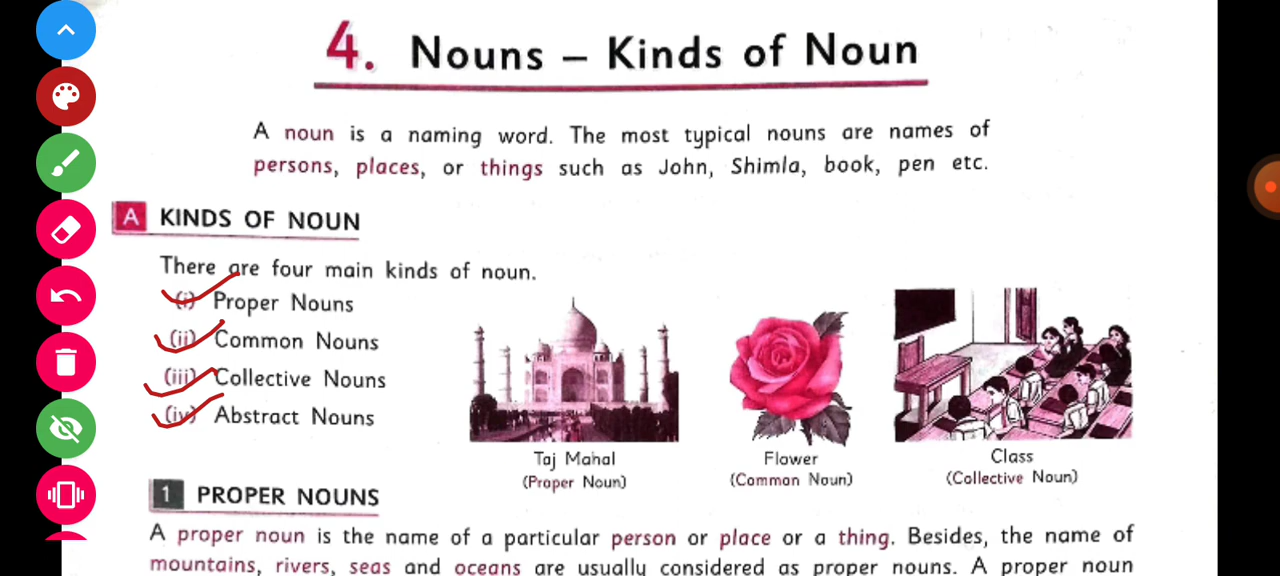 4. Nouns – Kinds of Noun
A noun is a naming word. The most typical nouns are names of
persons, places, or things such as John, Shimla, book, pen etc.
A KINDS OF NOUN
There are four main kinds of noun.
(i) Proper Nouns
(ii) Common Nouns
(iii) Collective Nouns
(iv) Abstract Nouns
Taj Mahal
(Proper Noun)
Flower
(Common Noun)
Class
(Collective Noun)
1 PROPER NOUNS
A proper noun is the name of a particular person or place or a thing. Besides, the name of
mountains, rivers, seas and oceans are usually considered as proper nouns. A proper noun